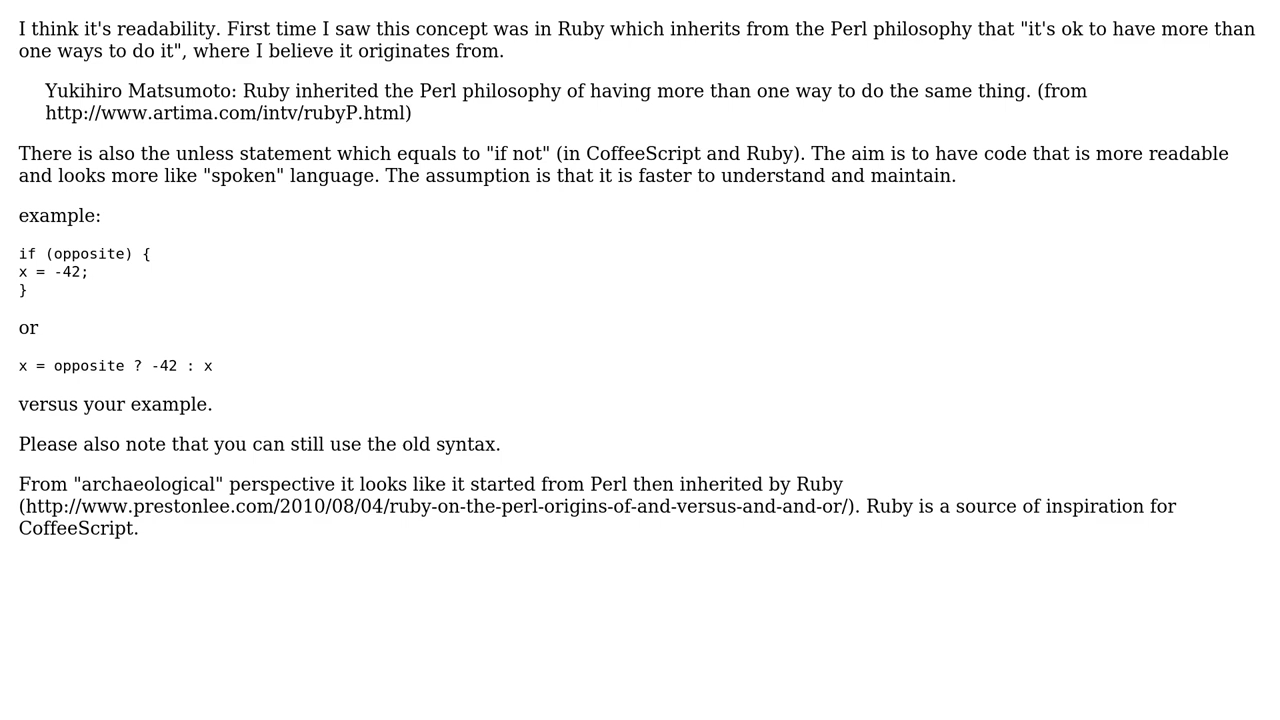 I think it's readability. First time I saw this concept was in Ruby which inherits from the Perl philosophy that "it's ok to have more than
one ways to do it", where I believe it originates from.
Yukihiro Matsumoto: Ruby inherited the Perl philosophy of having more than one way to do the same thing. (from
http://www.artima.com/intv/rubyP.html)
There is also the unless statement which equals to "if not" (in CoffeeScript and Ruby). The aim is to have code that is more readable
and looks more like "spoken" language. The assumption is that it is faster to understand and maintain.
example:
if (opposite) {
x = -42;
}
or
x = opposite ? -42 : x
versus your example.
Please also note that you can still use the old syntax.
From "archaeological" perspective it looks like it started from Perl then inherited by Ruby
(http://www.prestonlee.com/2010/08/04/ruby-on-the-perl-origins-of-and-versus-and-and-or/). Ruby is a source of inspiration for
CoffeeScript.